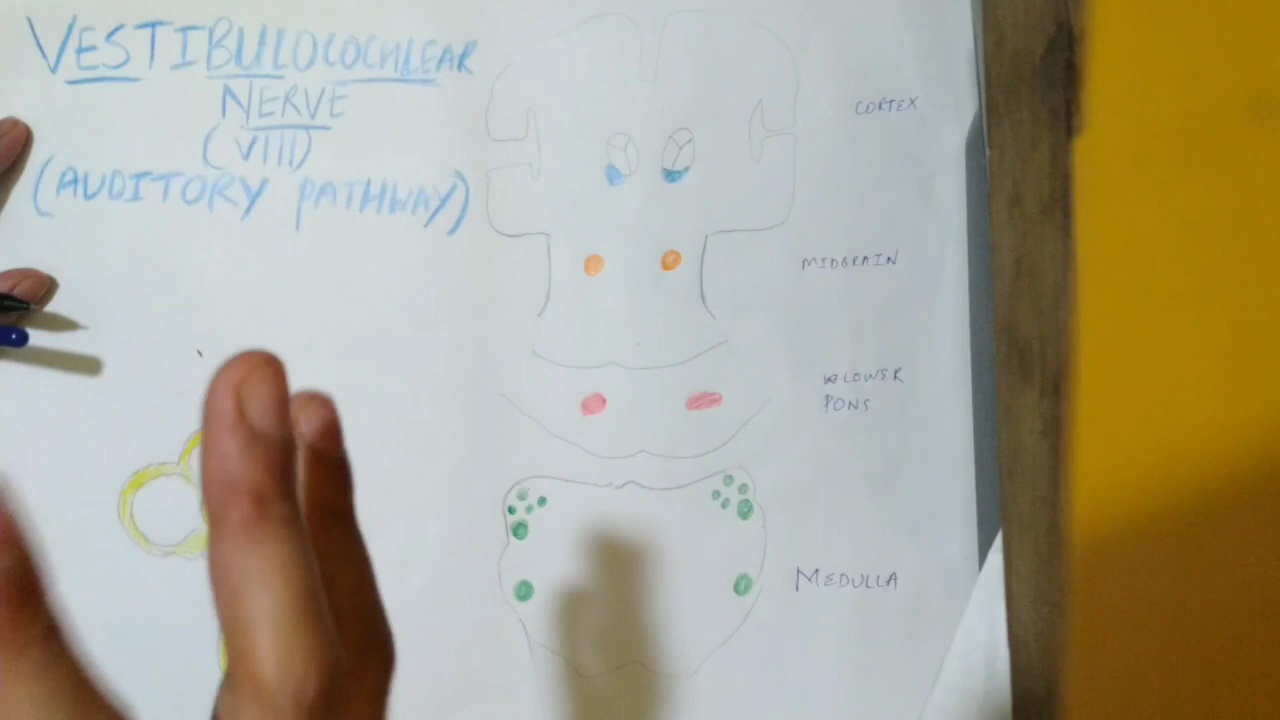 VESTIBULOCOCHLEAR
NERVE
(VIII)
(AUDITORY PATHWAY)
CORTEX
MIDBRAIN
LOWER
PONS
MEDULLA